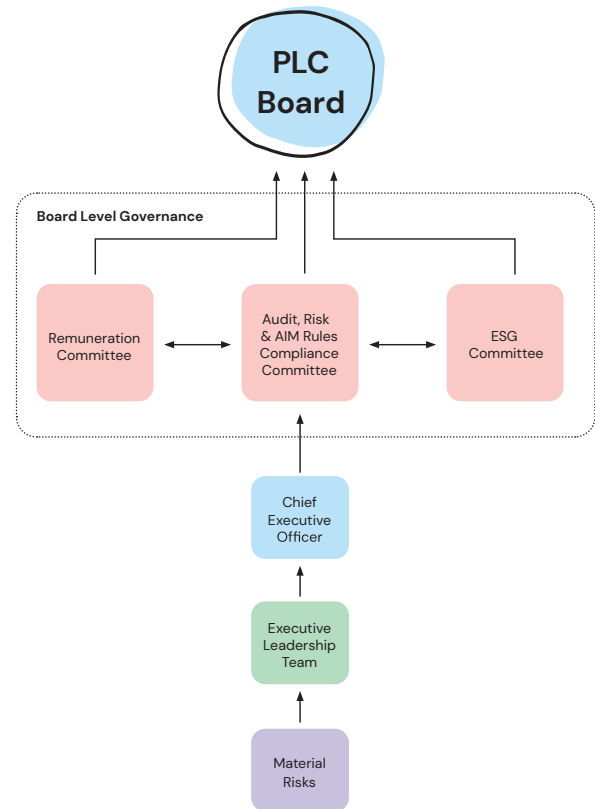 PLC
Board
Board Level Governance
Remuneration
Committee
Audit, Risk
& AIM Rules
Compliance
Committee
ESG
Committee
Chief
Executive
Officer
Executive
Leadership
Team
Material
Risks